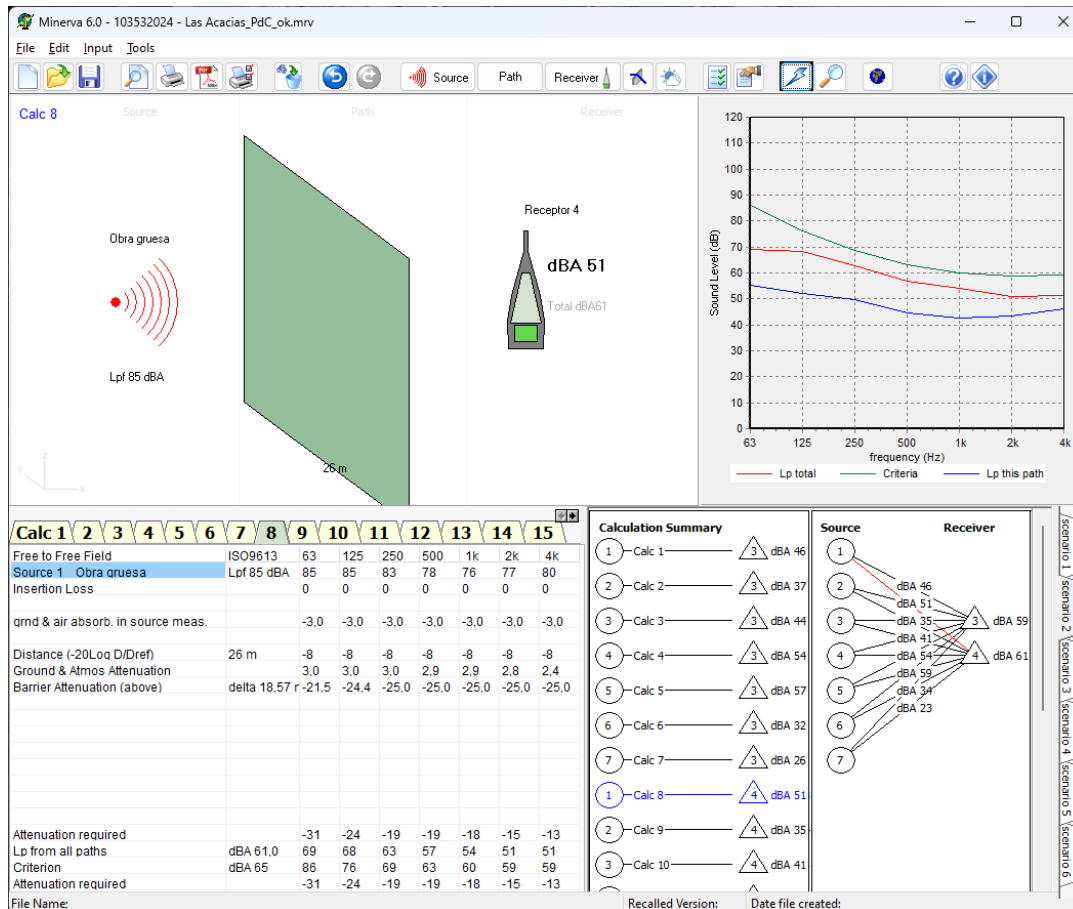 Minerva 6.0 - 103532024 - Las Acacias_PdC_ok.mrv
File Edit Input Tools
PDF Source Path Receiver
Calc 8 Source Path Receiver
Obra gruesa
Lpf 85 dBA
26 m
z
y
x
Receptor 4
dBA 51
Total dBA61
Sound Level (dB)
120
110
100
90
80
70
60
50
40
30
20
10
0
63 125 250 500 1k 2k 4k
frequency (Hz)
Lp total Criteria Lp this path
Calc 1 2 3 4 5 6 7 8 9 10 11 12 13 14 15
Free to Free Field ISO9613 63 125 250 500 1k 2k 4k
Source 1 Obra gruesa Lpf 85 dBA 85 85 83 78 76 77 80
Insertion Loss 0 0 0 0 0 0 0
grnd & air absorb. in source meas. -3,0 -3,0 -3,0 -3,0 -3,0 -3,0 -3,0
Distance (-20Log D/Dref) 26 m -8 -8 -8 -8 -8 -8 -8
Ground & Atmos Attenuation 3,0 3,0 3,0 2,9 2,9 2,8 2,4
Barrier Attenuation (above) delta 18,57 -21,5 -24,4 -25,0 -25,0 -25,0 -25,0 -25,0
Attenuation required -31 -24 -19 -19 -18 -15 -13
Lp from all paths dBA 61,0 69 68 63 57 54 51 51
Criterion dBA 65 86 76 69 63 60 59 59
Attenuation required -31 -24 -19 -19 -18 -15 -13
Calculation Summary
1 Calc 1 3 dBA 46
2 Calc 2 3 dBA 37
3 Calc 3 3 dBA 44
4 Calc 4 3 dBA 54
5 Calc 5 3 dBA 57
6 Calc 6 3 dBA 32
7 Calc 7 3 dBA 26
1 Calc 8 4 dBA 51
2 Calc 9 4 dBA 35
3 Calc 10 4 dBA 41
Source Receiver
1
2
3
4
5
6
7
dBA 46
dBA 51
dBA 35
dBA 41
dBA 54
dBA 59
dBA 34
dBA 23
3 dBA 59
4 dBA 61
scenario 1
scenario 2
scenario 3
scenario 4
scenario 5
scenario 6
File Name; Recalled Version: Date file created: